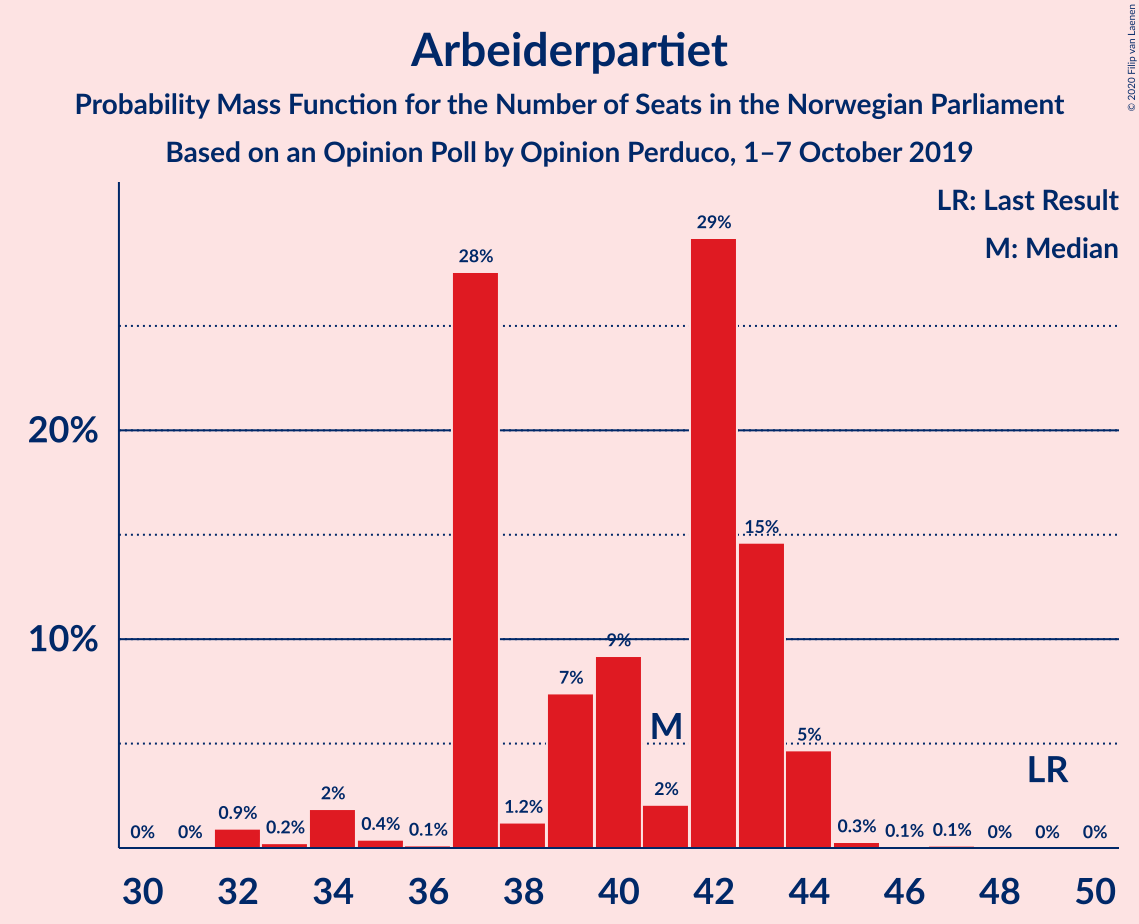 Arbeiderpartiet
Probability Mass Function for the Number of Seats in the Norwegian Parliament
Based on an Opinion Poll by Opinion Perduco, 1–7 October 2019
© 2020 Filip van Laenen
LR: Last Result
M: Median
20%
10%
0%
0%
0.9%
0.2%
2%
0.4%
0.1%
28%
1.2%
7%
9%
2%
29%
15%
5%
0.3%
0.1%
0.1%
0%
0%
0%
M
LR
30 32 34 36 38 40 42 44 46 48 50